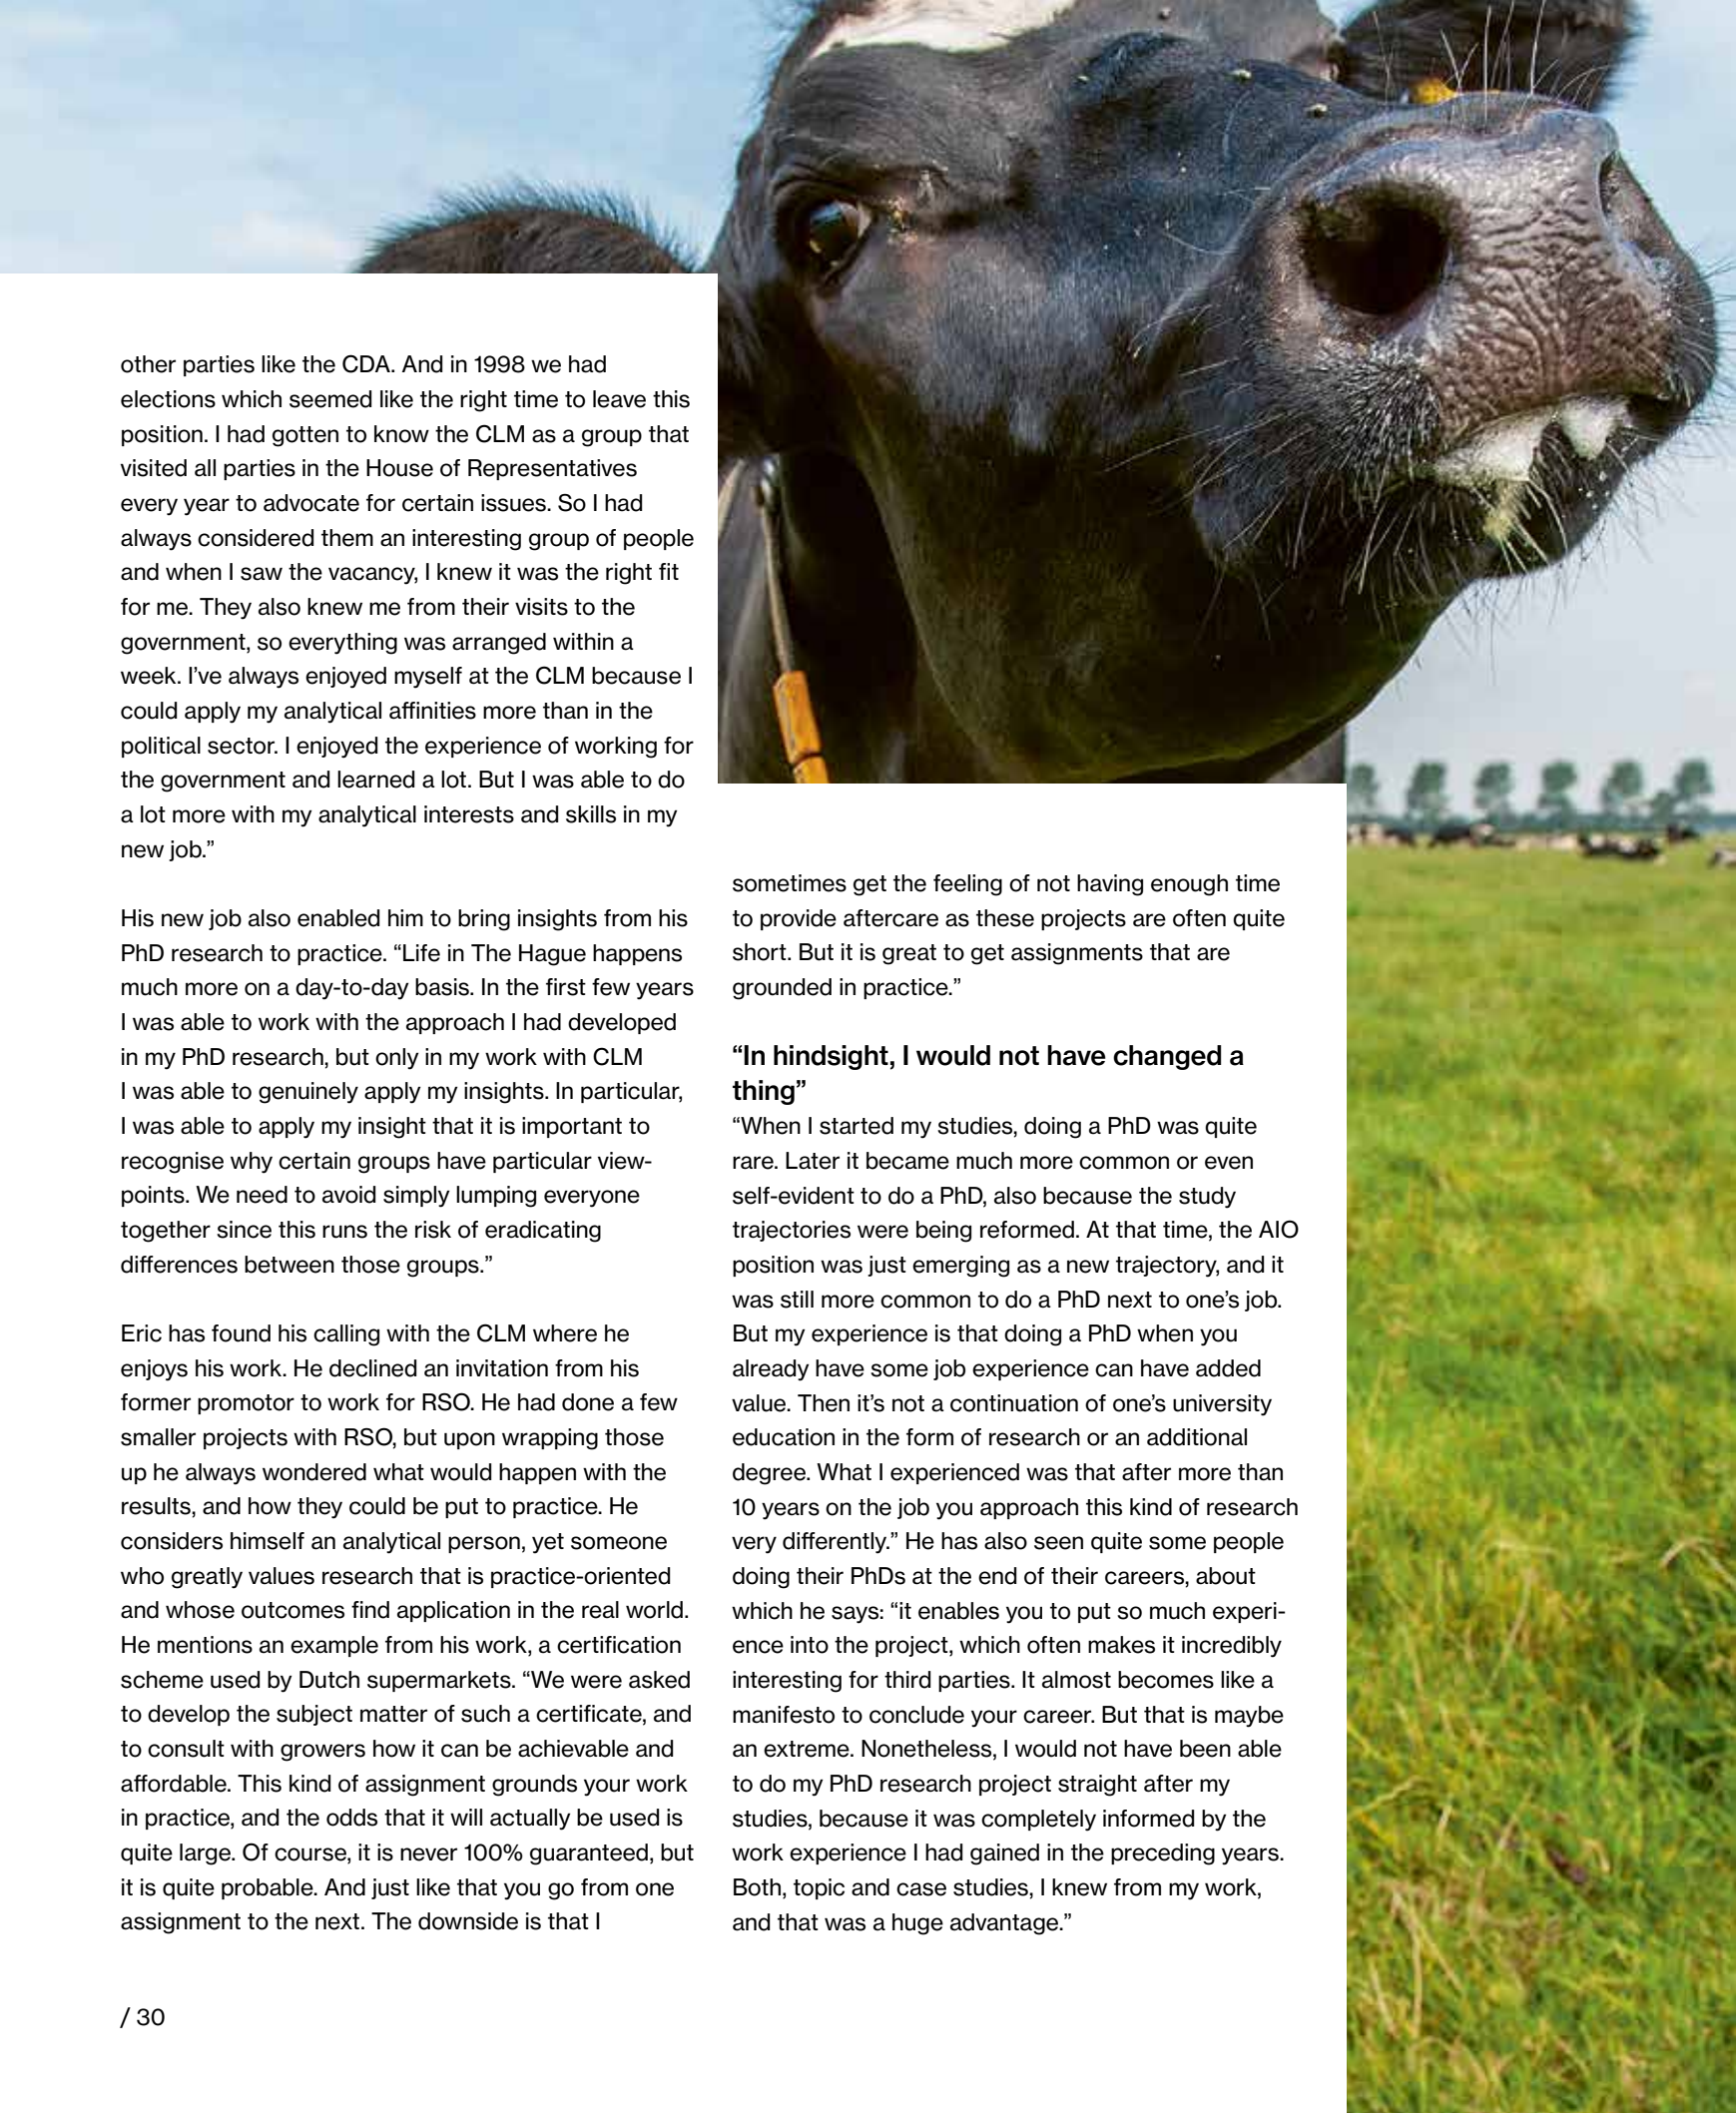 other parties like the CDA. And in 1998 we had
elections which seemed like the right time to leave this
position. I had gotten to know the CLM as a group that
visited all parties in the House of Representatives
every year to advocate for certain issues. So I had
always considered them an interesting group of people
and when I saw the vacancy, I knew it was the right fit
for me. They also knew me from their visits to the
government, so everything was arranged within a
week. I’ve always enjoyed myself at the CLM because I
could apply my analytical affinities more than in the
political sector. I enjoyed the experience of working for
the government and learned a lot. But I was able to do
a lot more with my analytical interests and skills in my
new job.”
His new job also enabled him to bring insights from his
PhD research to practice. “Life in The Hague happens
much more on a day-to-day basis. In the first few years
I was able to work with the approach I had developed
in my PhD research, but only in my work with CLM
I was able to genuinely apply my insights. In particular,
I was able to apply my insight that it is important to
recognise why certain groups have particular view-
points. We need to avoid simply lumping everyone
together since this runs the risk of eradicating
differences between those groups.”
Eric has found his calling with the CLM where he
enjoys his work. He declined an invitation from his
former promotor to work for RSO. He had done a few
smaller projects with RSO, but upon wrapping those
up he always wondered what would happen with the
results, and how they could be put to practice. He
considers himself an analytical person, yet someone
who greatly values research that is practice-oriented
and whose outcomes find application in the real world.
He mentions an example from his work, a certification
scheme used by Dutch supermarkets. “We were asked
to develop the subject matter of such a certificate, and
to consult with growers how it can be achievable and
affordable. This kind of assignment grounds your work
in practice, and the odds that it will actually be used is
quite large. Of course, it is never 100% guaranteed, but
it is quite probable. And just like that you go from one
assignment to the next. The downside is that I
sometimes get the feeling of not having enough time
to provide aftercare as these projects are often quite
short. But it is great to get assignments that are
grounded in practice.”
“In hindsight, I would not have changed a
thing”
“When I started my studies, doing a PhD was quite
rare. Later it became much more common or even
self-evident to do a PhD, also because the study
trajectories were being reformed. At that time, the AIO
position was just emerging as a new trajectory, and it
was still more common to do a PhD next to one’s job.
But my experience is that doing a PhD when you
already have some job experience can have added
value. Then it’s not a continuation of one’s university
education in the form of research or an additional
degree. What I experienced was that after more than
10 years on the job you approach this kind of research
very differently.” He has also seen quite some people
doing their PhDs at the end of their careers, about
which he says: “it enables you to put so much experi-
ence into the project, which often makes it incredibly
interesting for third parties. It almost becomes like a
manifesto to conclude your career. But that is maybe
an extreme. Nonetheless, I would not have been able
to do my PhD research project straight after my
studies, because it was completely informed by the
work experience I had gained in the preceding years.
Both, topic and case studies, I knew from my work,
and that was a huge advantage.”
/ 30